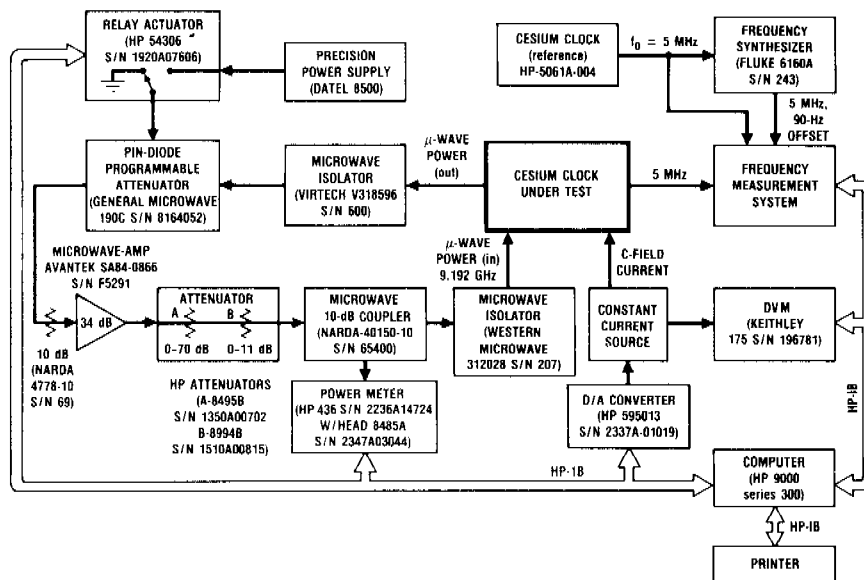 RELAY ACTUATOR
(HP 54306
S/N 1920A07606)
PRECISION
POWER SUPPLY
(DATEL 8500)
CESIUM CLOCK
(reference)
HP-5061A-004
f0 = 5 MHz
FREQUENCY
SYNTHESIZER
(FLUKE 6160A
S/N 243)
5 MHz,
90-Hz
OFFSET
PIN-DIODE
PROGRAMMABLE
ATTENUATOR
(GENERAL MICROWAVE
190C S/N 8164052)
MICROWAVE
ISOLATOR
(VIRTECH V318596
S/N 600)
μ-WAVE
POWER
(out)
CESIUM CLOCK
UNDER TEST
5 MHz
FREQUENCY
MEASUREMENT
SYSTEM
MICROWAVE-AMP
AVANTEK SA84-0866
S/N F5291
34 dB
10 dB
(NARDA
4778-10
S/N 69)
ATTENUATOR
A B
0-70 dB 0-11 dB
HP ATTENUATORS
(A-8495B
S/N 1350A00702
B-8994B
S/N 1510A00815)
MICROWAVE
10-dB COUPLER
(NARDA-40150-10
S/N 65400)
μ-WAVE
POWER (in)
9.192 GHz
MICROWAVE
ISOLATOR
(WESTERN
MICROWAVE
312028 S/N 207)
C-FIELD
CURRENT
CONSTANT
CURRENT
SOURCE
DVM
(KEITHLEY
175 S/N 196781)
POWER METER
(HP 436 S/N 2236A14724
W/HEAD 8485A
S/N 2347A03044)
D/A CONVERTER
(HP 595013
S/N 2337A-01019)
HP-1B
HP-IB
COMPUTER
(HP 9000
series 300)
HP-IB
PRINTER